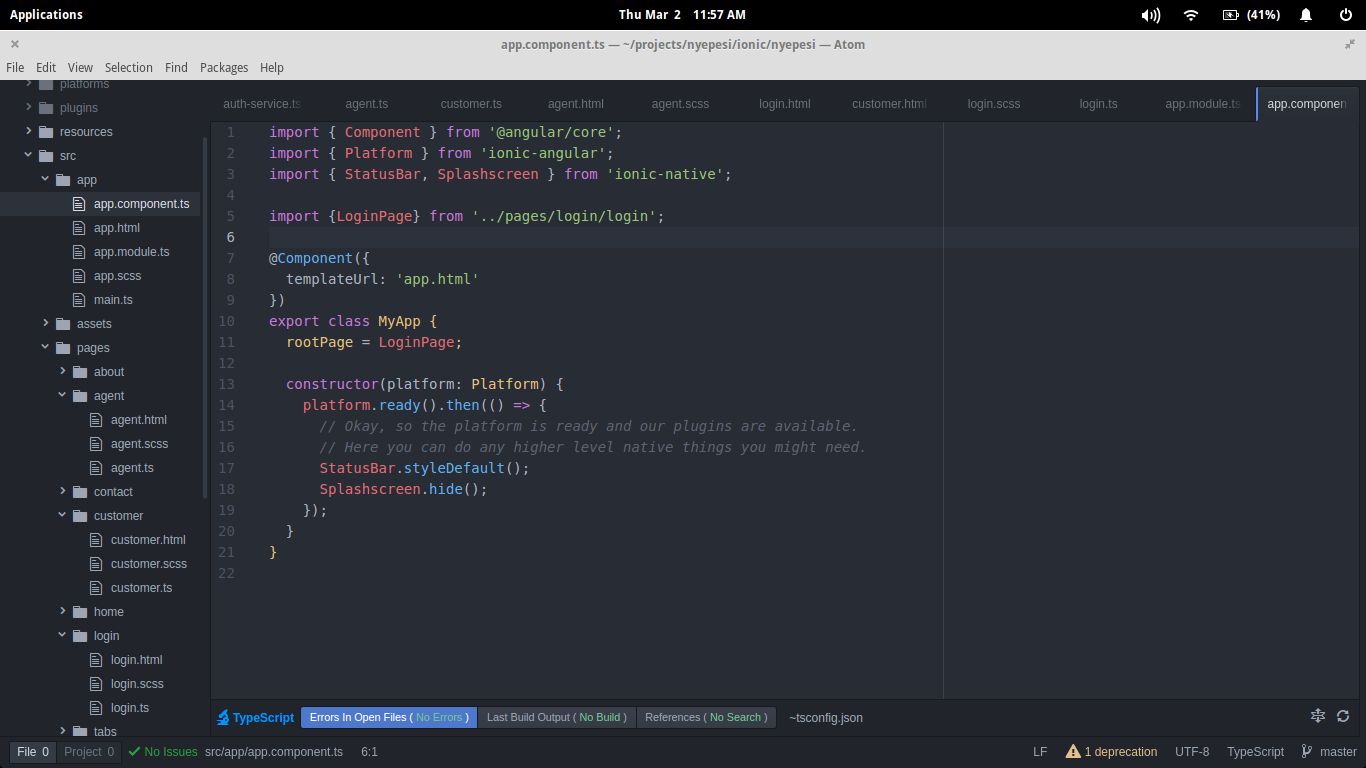 Applications
Thu Mar 2 11:57 AM
(41%)
app.component.ts — ~/projects/nyepesi/ionic/nyepesi — Atom
File Edit View Selection Find Packages Help
platforms
plugins
resources
src
app
app.component.ts
app.html
app.module.ts
app.scss
main.ts
assets
pages
about
agent
agent.html
agent.scss
agent.ts
contact
customer
customer.html
customer.scss
customer.ts
home
login
login.html
login.scss
login.ts
tabs
auth-service.ts agent.ts customer.ts agent.html agent.scss login.html customer.html login.scss login.ts app.module.ts app.componen
1 import { Component } from '@angular/core';
2 import { Platform } from 'ionic-angular';
3 import { StatusBar, Splashscreen } from 'ionic-native';
4
5 import {LoginPage} from '../pages/login/login';
6
7 @Component({
8   templateUrl: 'app.html'
9 })
10 export class MyApp {
11   rootPage = LoginPage;
12
13   constructor(platform: Platform) {
14     platform.ready().then(() => {
15       // Okay, so the platform is ready and our plugins are available.
16       // Here you can do any higher level native things you might need.
17       StatusBar.styleDefault();
18       Splashscreen.hide();
19     });
20   }
21 }
22
TypeScript Errors In Open Files ( No Errors ) Last Build Output ( No Build ) References ( No Search ) ~tsconfig.json
File 0 Project 0 No Issues src/app/app.component.ts 6:1 LF 1 deprecation UTF-8 TypeScript master